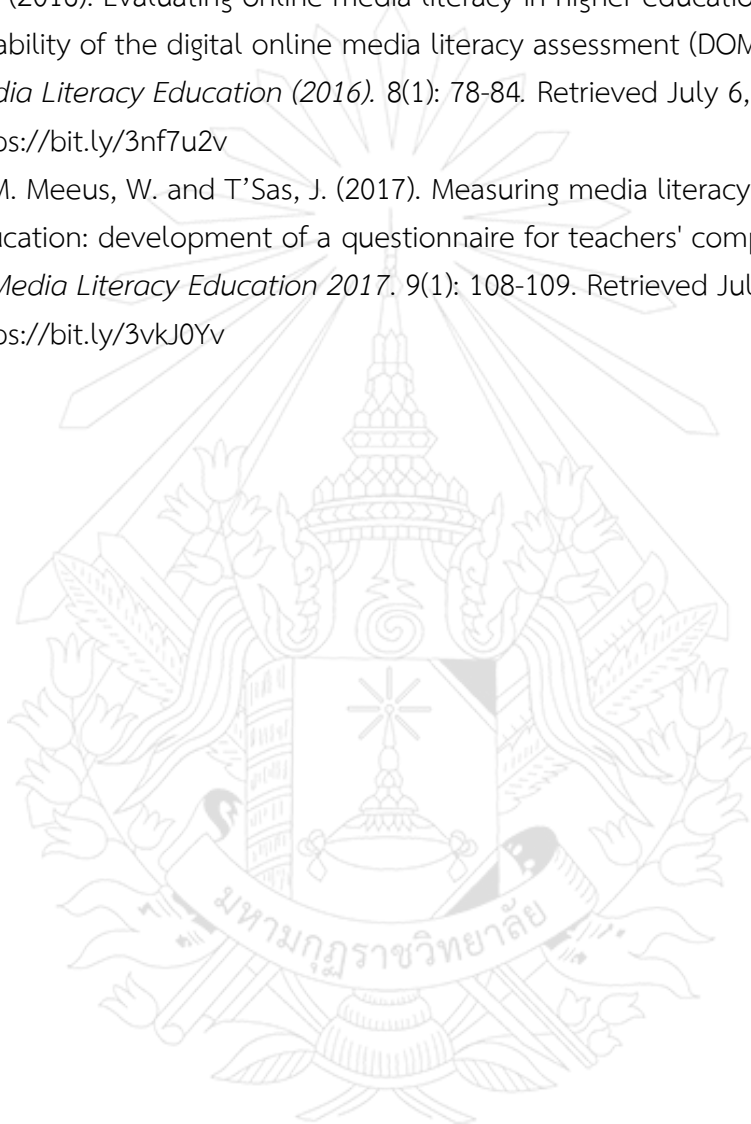 (2016). Evaluating online media literacy in higher educatio
ability of the digital online media literacy assessment (DOM
dia Literacy Education (2016). 8(1): 78-84. Retrieved July 6,
ps://bit.ly/3nf7u2v
M. Meeus, W. and T’Sas, J. (2017). Measuring media literacy
ucation: development of a questionnaire for teachers' comp
Media Literacy Education 2017. 9(1): 108-109. Retrieved Jul
ps://bit.ly/3vkJ0Yv
มหามกุฏราชวิทยาลัย